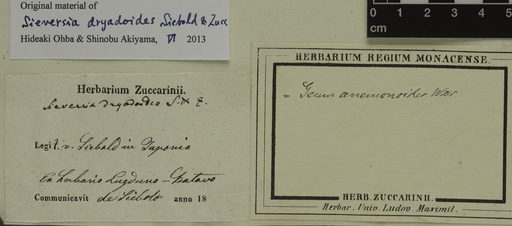 Original material of
Sieversia dryadoides Siebold & Zucc.
Hideaki Ohba & Shinobu Akiyama, VI 2013
cm
Herbarium Zuccarinii.
Sieversia dryadoides S. & Z.
Legit v. Siebold in Japonia
Ex herbario Lugduno-Batavo
Communicavit de Siebold anno 18
HERBARIUM REGIUM MONACENSE.
= Geum anemonoides
HERB. ZUCCARINII.
Herbar. Univ. Ludov. Maximil.